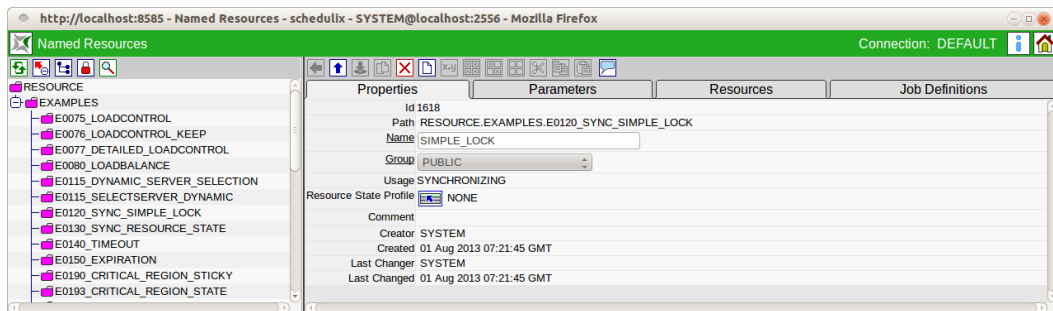 http://localhost:8585 - Named Resources - schedulix - SYSTEM@localhost:2556 - Mozilla Firefox
Named Resources
Connection: DEFAULT
RESOURCE
EXAMPLES
E0075_LOADCONTROL
E0076_LOADCONTROL_KEEP
E0077_DETAILED_LOADCONTROL
E0080_LOADBALANCE
E0115_DYNAMIC_SERVER_SELECTION
E0115_SELECTSERVER_DYNAMIC
E0120_SYNC_SIMPLE_LOCK
E0130_SYNC_RESOURCE_STATE
E0140_TIMEOUT
E0150_EXPIRATION
E0190_CRITICAL_REGION_STICKY
E0193_CRITICAL_REGION_STATE
x-y
Properties Parameters Resources Job Definitions
Id 1618
Path RESOURCE.EXAMPLES.E0120_SYNC_SIMPLE_LOCK
Name SIMPLE_LOCK
Group PUBLIC
Usage SYNCHRONIZING
Resource State Profile NONE
Comment
Creator SYSTEM
Created 01 Aug 2013 07:21:45 GMT
Last Changer SYSTEM
Last Changed 01 Aug 2013 07:21:45 GMT